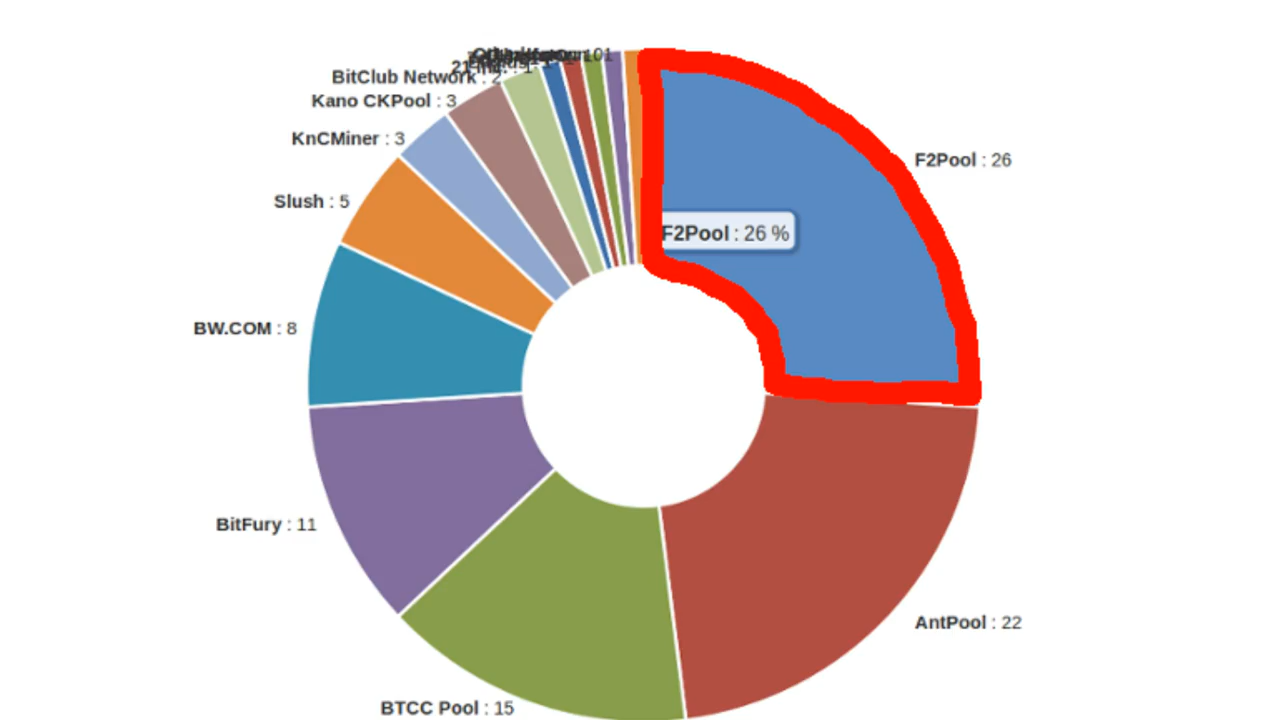 BitClub Network : 2
Kano CKPool : 3
KnCMiner : 3
F2Pool : 26
Slush : 5
F2Pool : 26 %
BW.COM : 8
BitFury : 11
AntPool : 22
BTCC Pool : 15